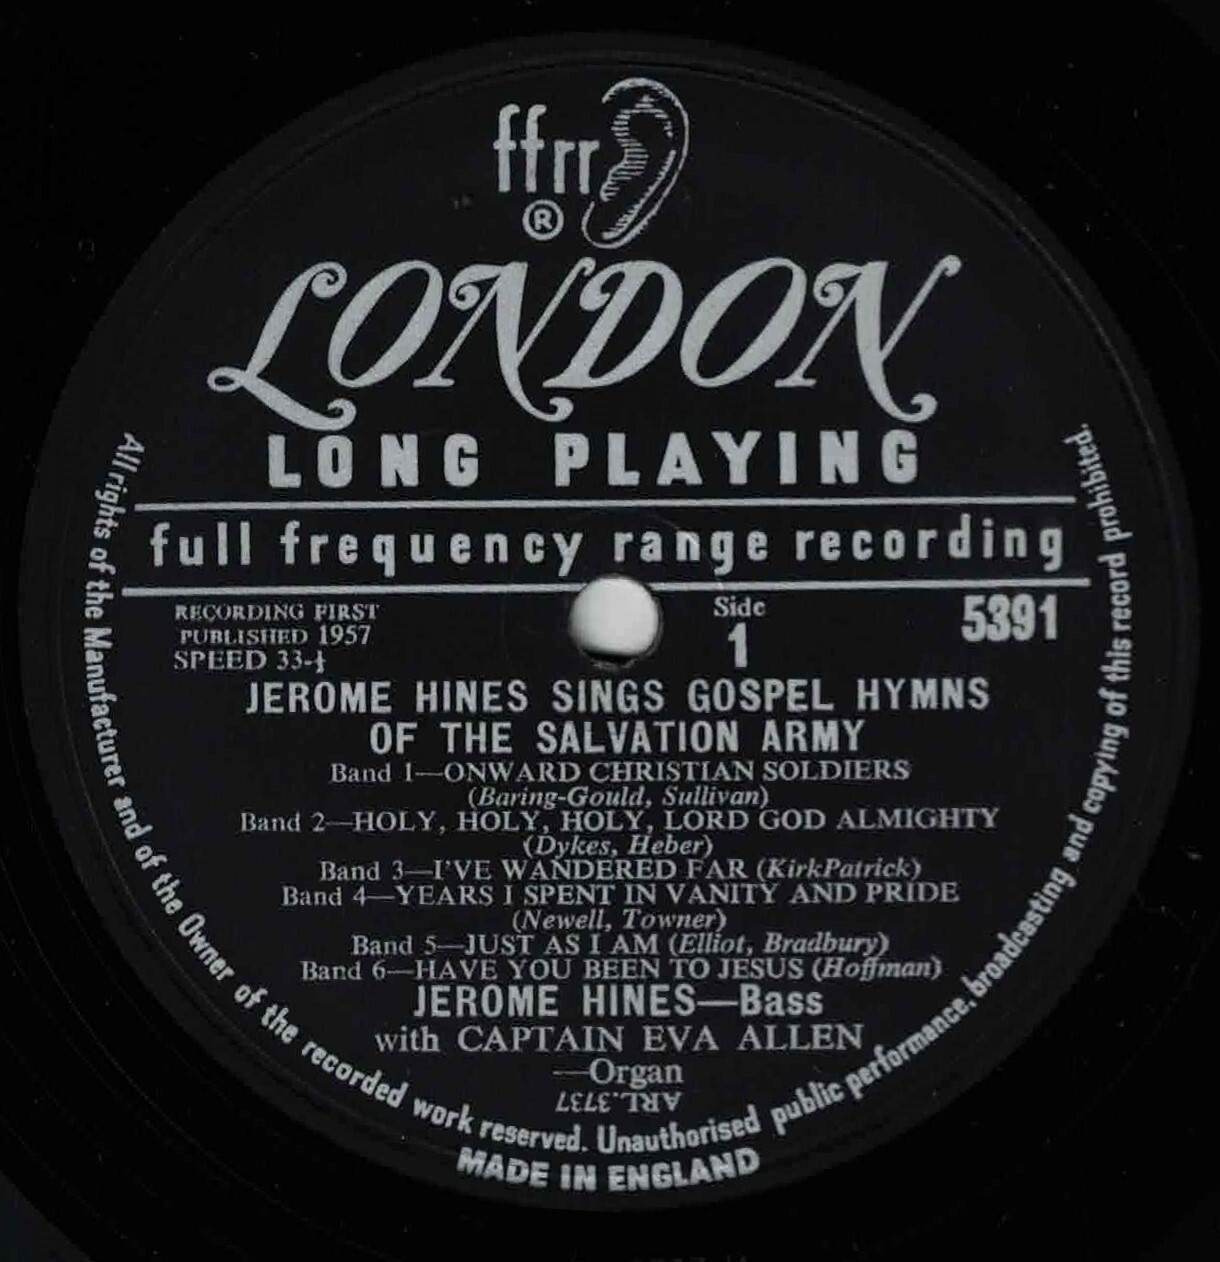 ffrr
®
LONDON
LONG PLAYING
full frequency range recording
RECORDING FIRST
PUBLISHED 1957
SPEED 33-⅓
Side
1
5391
JEROME HINES SINGS GOSPEL HYMNS
OF THE SALVATION ARMY
Band 1—ONWARD CHRISTIAN SOLDIERS
(Baring-Gould, Sullivan)
Band 2—HOLY, HOLY, HOLY, LORD GOD ALMIGHTY
(Dykes, Heber)
Band 3—I'VE WANDERED FAR (KirkPatrick)
Band 4—YEARS I SPENT IN VANITY AND PRIDE
(Newell, Towner)
Band 5—JUST AS I AM (Elliot, Bradbury)
Band 6—HAVE YOU BEEN TO JESUS (Hoffman)
JEROME HINES—Bass
with CAPTAIN EVA ALLEN
—Organ
ARL.3737
All rights of the Manufacturer and of the Owner of the recorded work reserved. Unauthorised public performance, broadcasting and copying of this record prohibited.
MADE IN ENGLAND